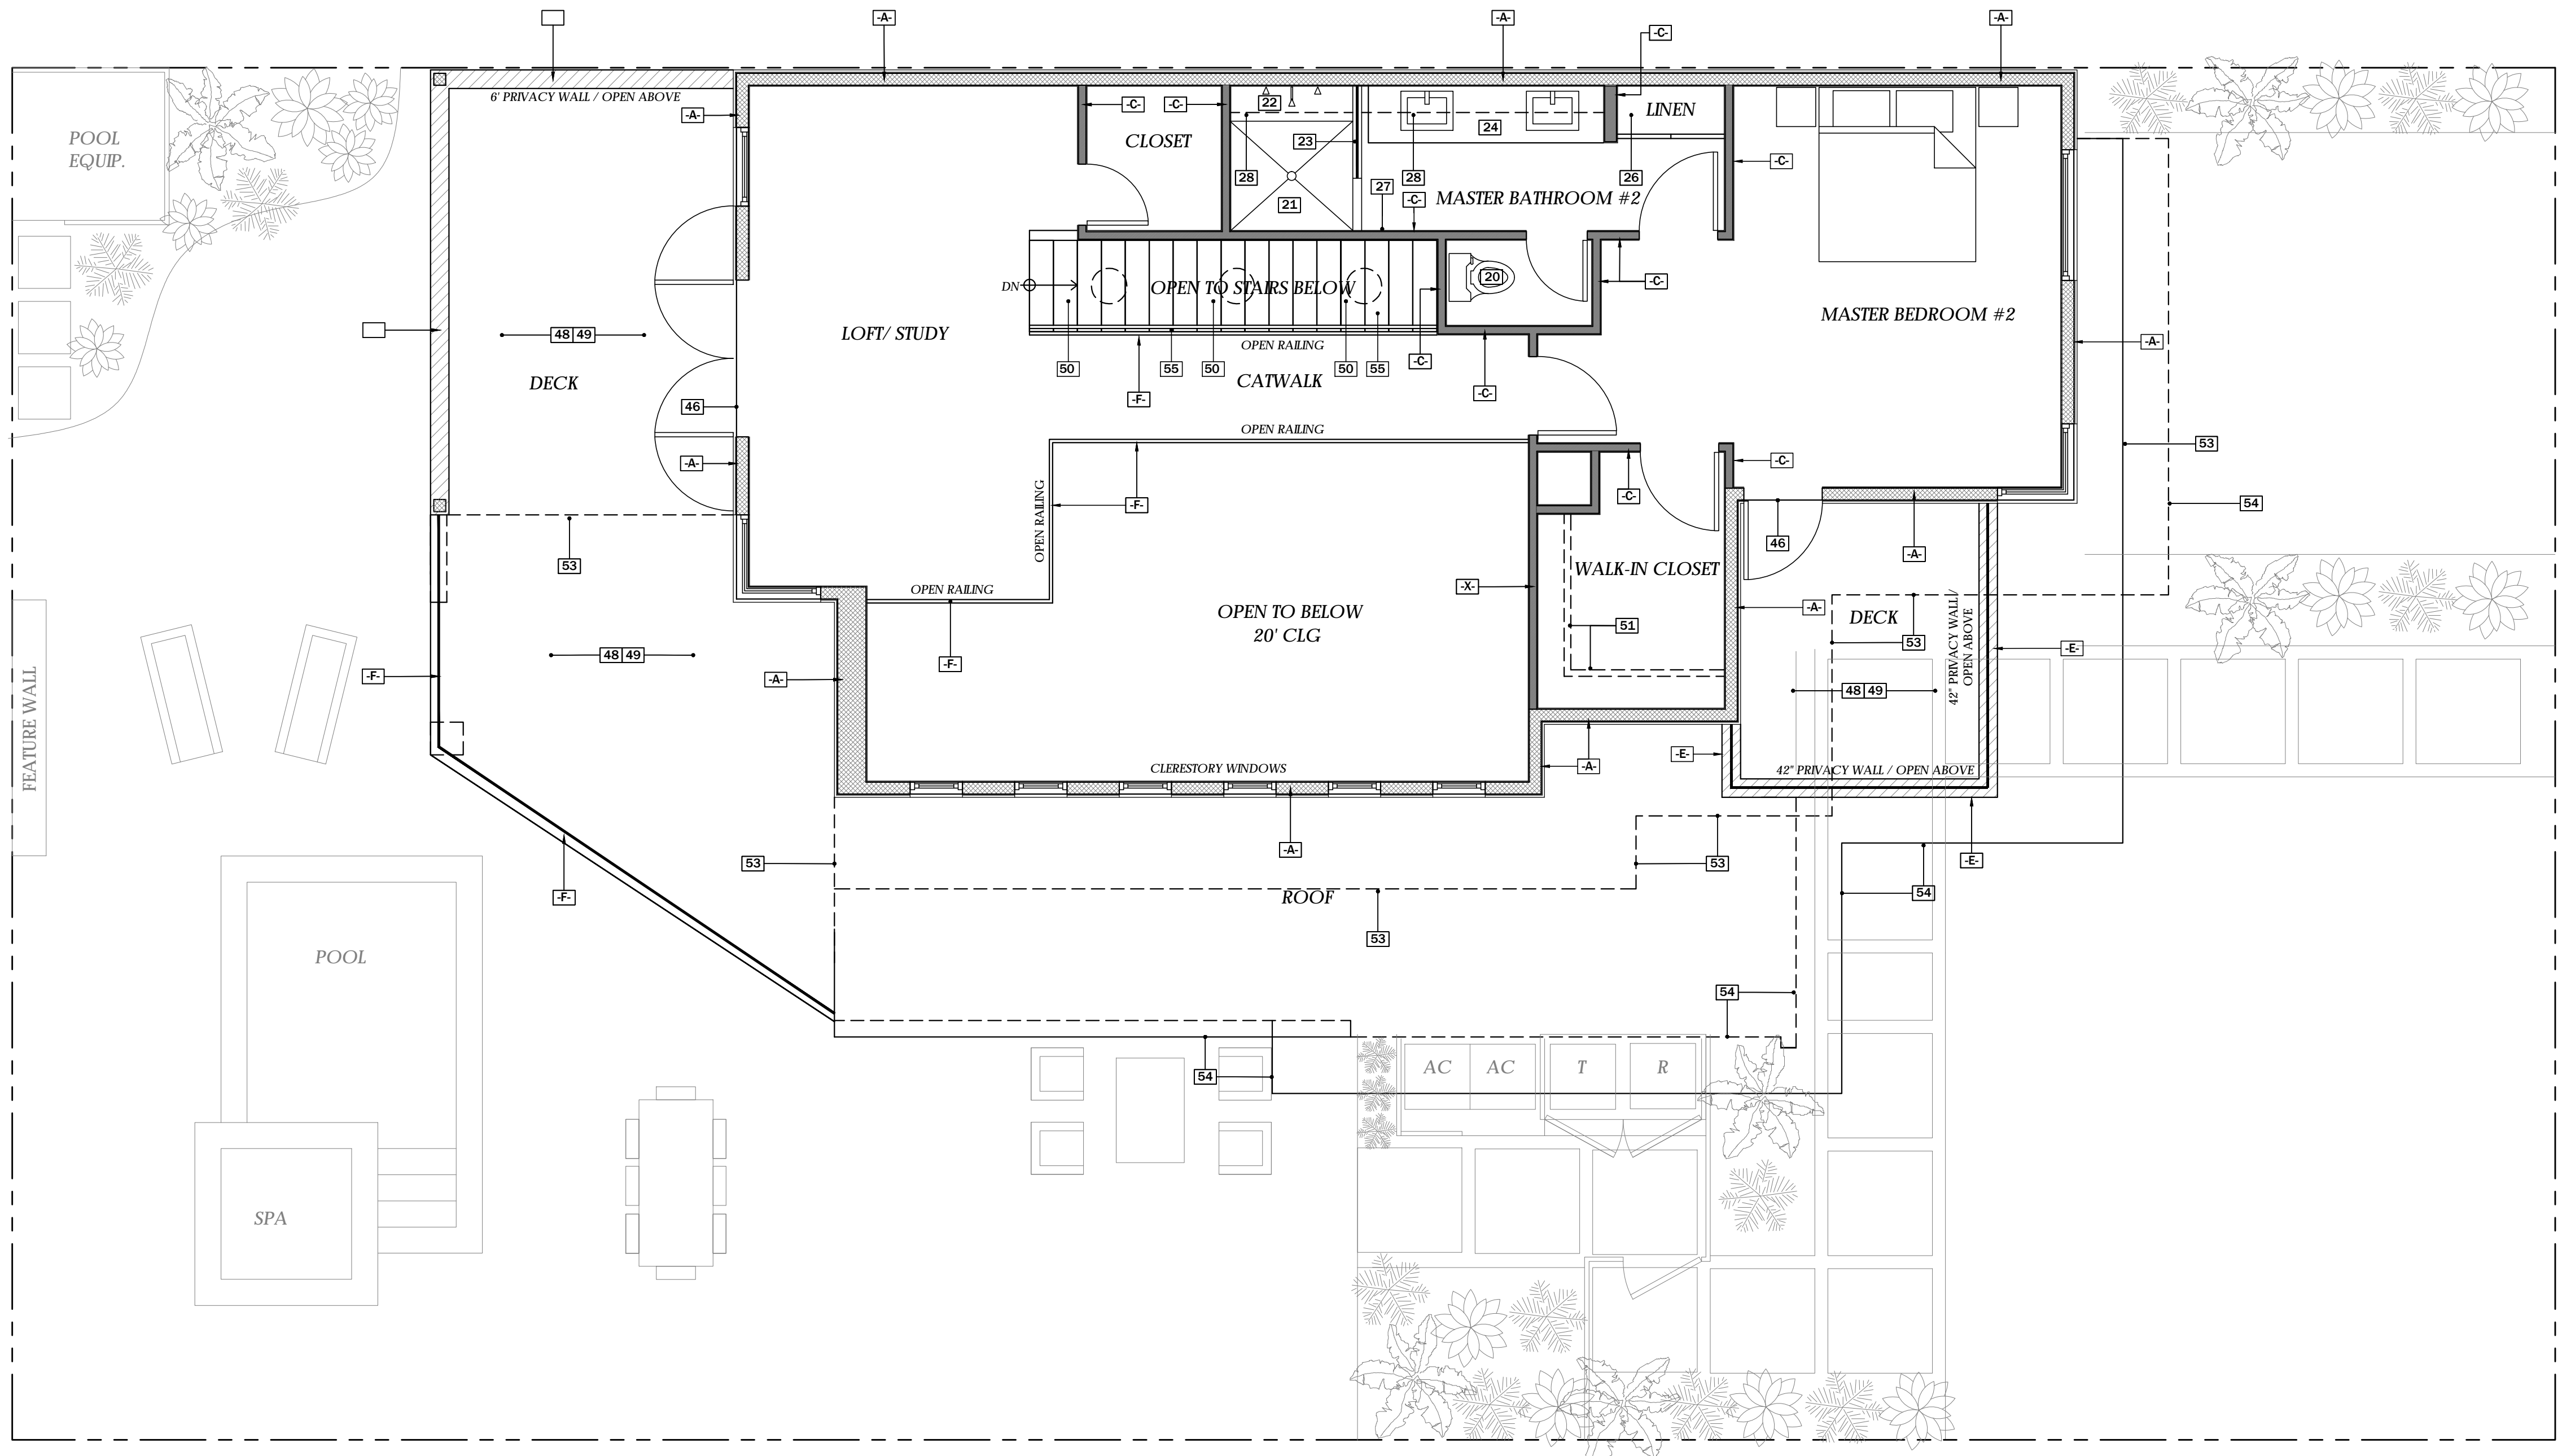 -A-
-A-
-C-
-A-
6' PRIVACY WALL / OPEN ABOVE
POOL
EQUIP.
-A-
-C-
-C-
22
CLOSET
23
24
LINEN
28
28
26
-C-
27
21
-C-
MASTER BATHROOM #2
DN
OPEN TO STAIRS BELOW
20
-C-
MASTER BEDROOM #2
48 49
LOFT/ STUDY
OPEN RAILING
-A-
DECK
50
55
50
50
55
-C-
CATWALK
-F-
-C-
46
OPEN RAILING
53
-A-
-C-
-C-
-F-
54
OPEN RAILING
46
-A-
53
WALK-IN CLOSET
-X-
OPEN RAILING
OPEN TO BELOW
20' CLG
-A-
DECK
51
53
42" PRIVACY WALL /
OPEN ABOVE
-E-
48 49
-F-
-F-
-A-
48 49
FEATURE WALL
-E-
-A-
CLERESTORY WINDOWS
42" PRIVACY WALL / OPEN ABOVE
-A-
53
53
-E-
-F-
ROOF
54
53
POOL
54
54
AC
AC
T
R
SPA